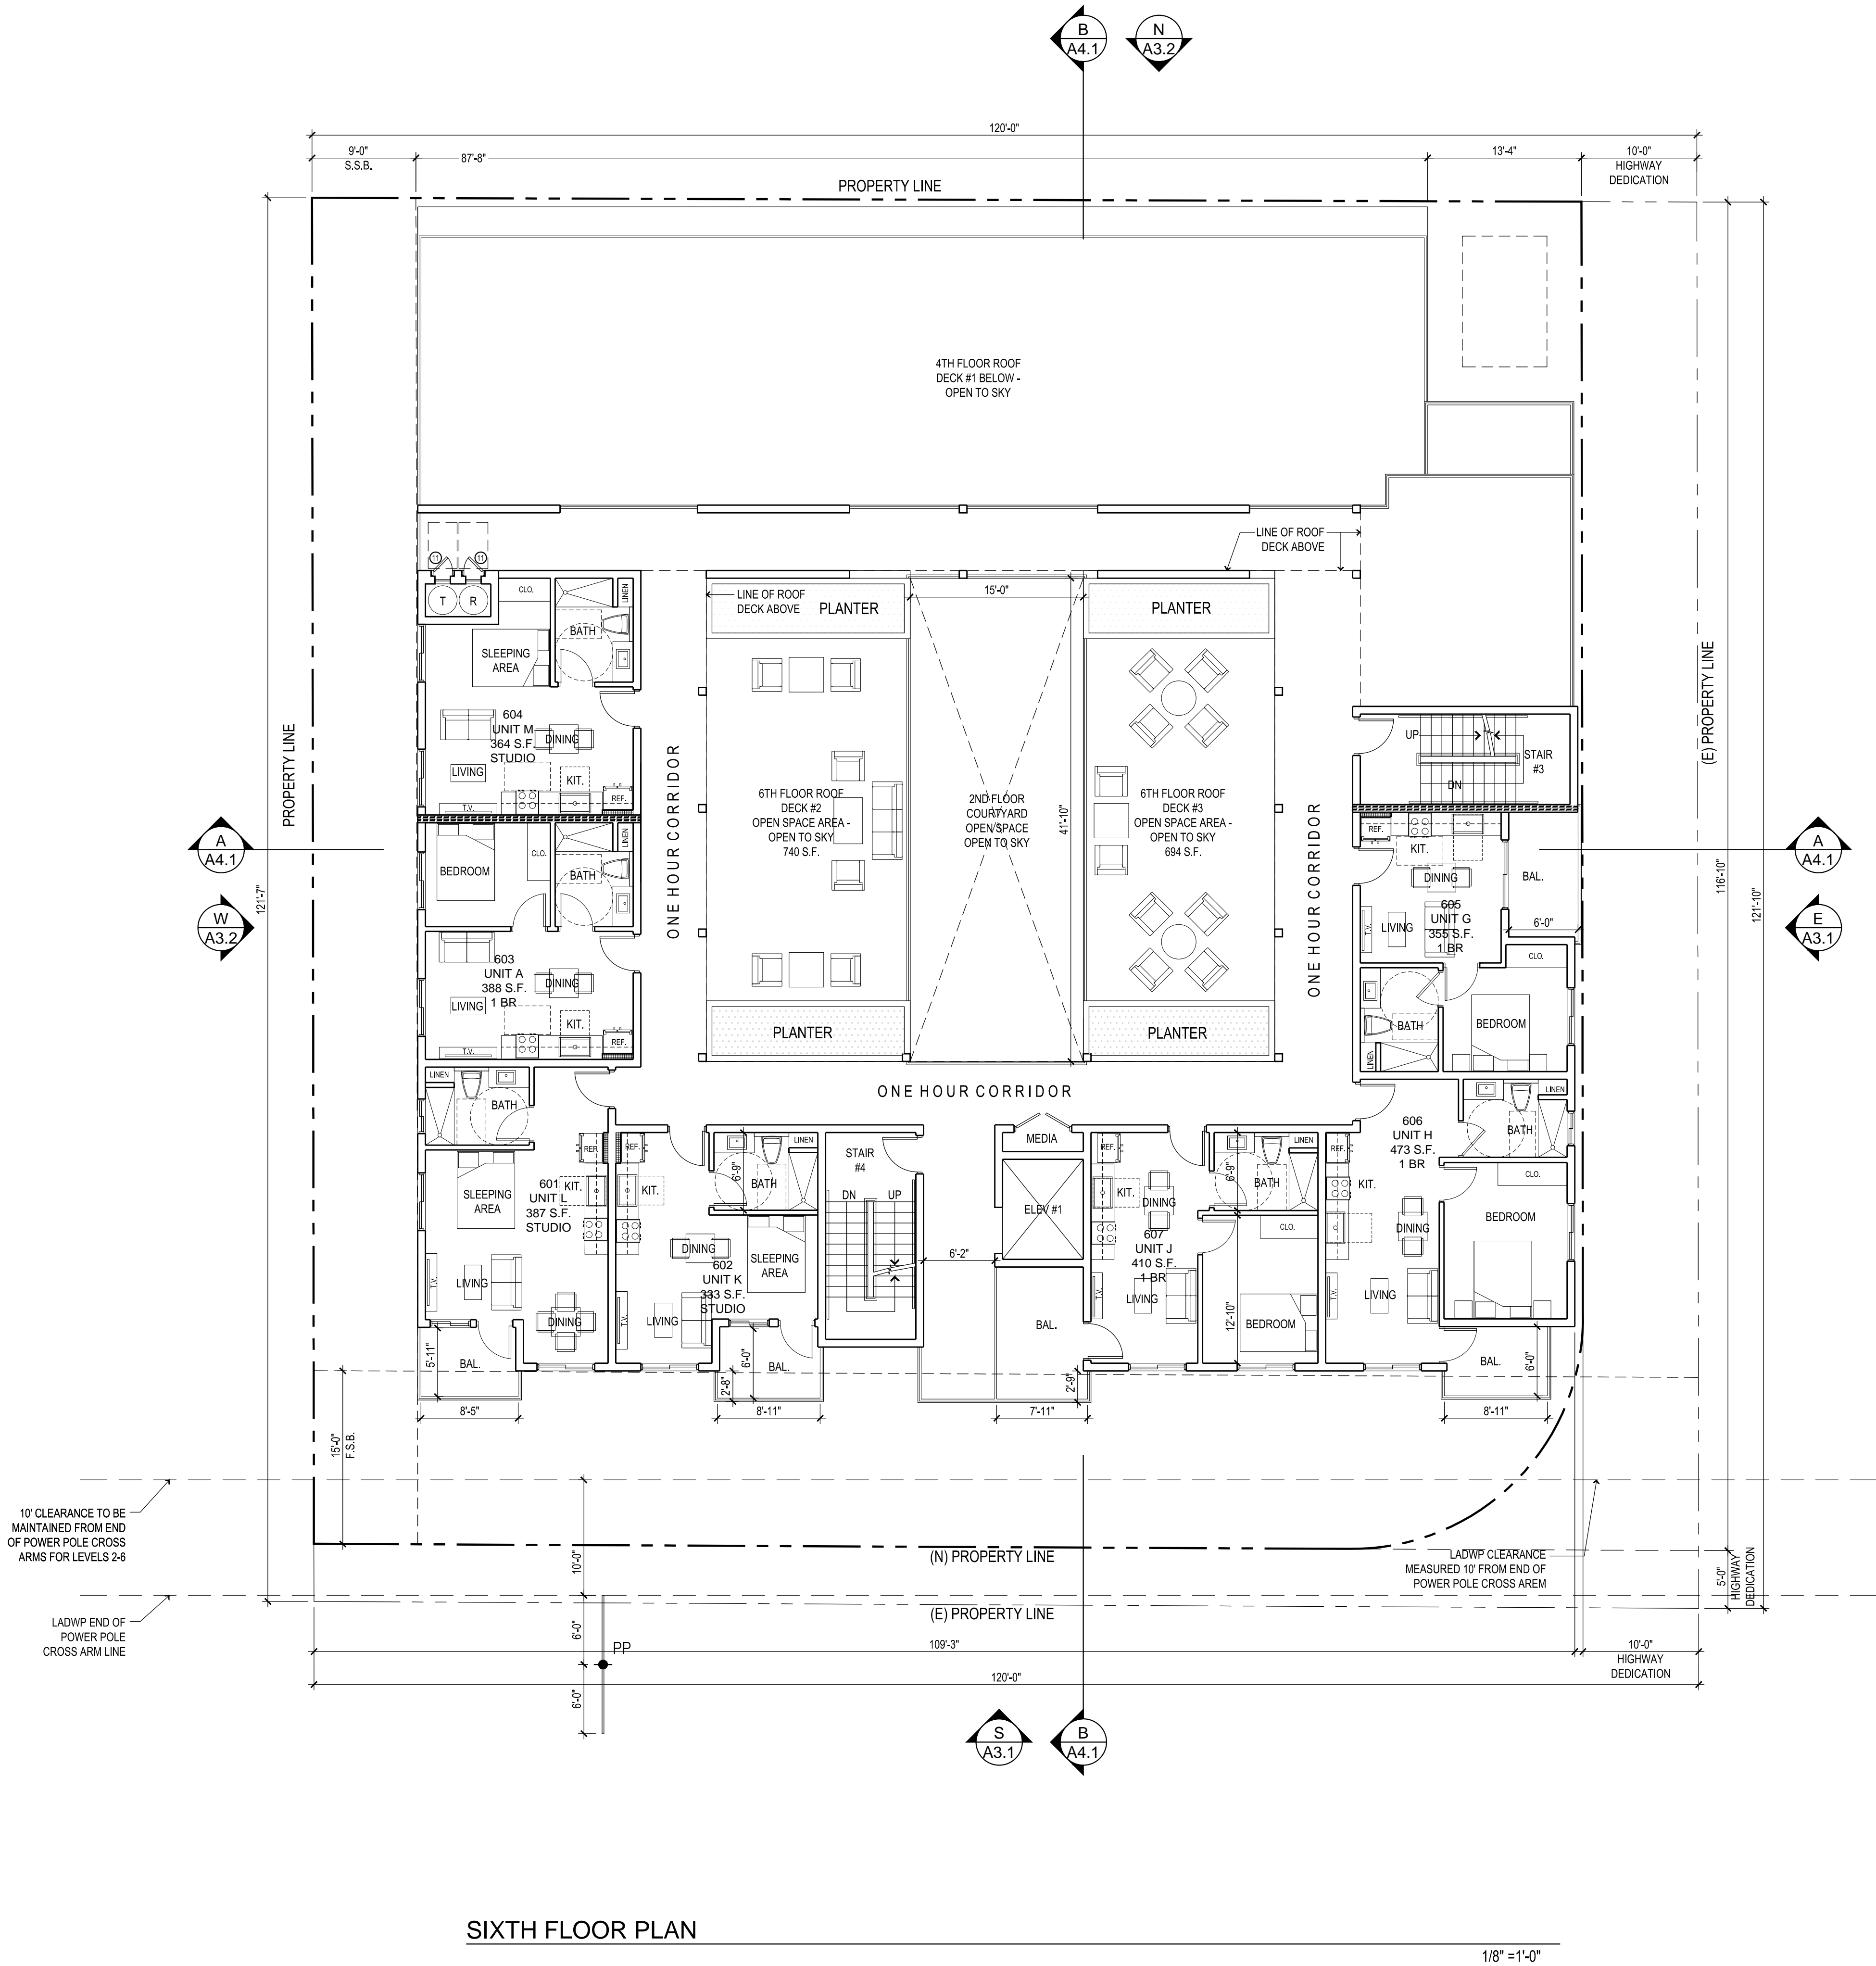 B
A4.1
N
A3.2
120'-0"
9'-0"
S.S.B.
87'-8"
13'-4"
10'-0"
HIGHWAY
DEDICATION
PROPERTY LINE
4TH FLOOR ROOF
DECK #1 BELOW -
OPEN TO SKY
LINE OF ROOF
DECK ABOVE
11
11
T
R
CLO.
LINEN
BATH
SLEEPING
AREA
604
UNIT M
364 S.F.
STUDIO
DINING
LIVING
KIT.
T.V.
REF.
LINE OF ROOF
DECK ABOVE
PLANTER
15'-0"
PLANTER
PROPERTY LINE
(E) PROPERTY LINE
ONE HOUR CORRIDOR
6TH FLOOR ROOF
DECK #2
OPEN SPACE AREA -
OPEN TO SKY
740 S.F.
2ND FLOOR
COURTYARD
OPEN SPACE
OPEN TO SKY
41'-10"
6TH FLOOR ROOF
DECK #3
OPEN SPACE AREA -
OPEN TO SKY
694 S.F.
ONE HOUR CORRIDOR
UP
DN
STAIR
#3
A
A4.1
W
A3.2
121'-7"
A
A4.1
E
A3.1
116'-10"
121'-10"
BEDROOM
CLO.
LINEN
BATH
603
UNIT A
388 S.F.
1 BR
DINING
LIVING
KIT.
T.V.
REF.
REF.
KIT.
DINING
BAL.
605
UNIT G
355 S.F.
1 BR
LIVING
T.V.
6'-0"
CLO.
BATH
BEDROOM
LINEN
PLANTER
PLANTER
ONE HOUR CORRIDOR
LINEN
BATH
SLEEPING
AREA
601
UNIT L
387 S.F.
STUDIO
KIT.
REF.
LIVING
T.V.
DINING
BAL.
5'-11"
8'-5"
REF.
KIT.
6'-9"
LINEN
BATH
DINING
602
UNIT K
333 S.F.
STUDIO
SLEEPING
AREA
LIVING
T.V.
BAL.
6'-0"
2'-8"
8'-11"
STAIR
#4
DN
UP
6'-2"
MEDIA
ELEV #1
BAL.
2'-9"
7'-11"
REF.
KIT.
DINING
607
UNIT J
410 S.F.
1 BR
LIVING
T.V.
6'-9"
LINEN
BATH
CLO.
12'-10"
BEDROOM
606
UNIT H
473 S.F.
1 BR
REF.
KIT.
DINING
LIVING
T.V.
LINEN
BATH
CLO.
BEDROOM
BAL.
6'-0"
8'-11"
15'-0"
F.S.B.
10' CLEARANCE TO BE
MAINTAINED FROM END
OF POWER POLE CROSS
ARMS FOR LEVELS 2-6
10'-0"
(N) PROPERTY LINE
LADWP CLEARANCE
MEASURED 10' FROM END OF
POWER POLE CROSS AREM
5'-0"
HIGHWAY
DEDICATION
LADWP END OF
POWER POLE
CROSS ARM LINE
(E) PROPERTY LINE
6'-0"
PP
6'-0"
109'-3"
10'-0"
HIGHWAY
DEDICATION
120'-0"
S
A3.1
B
A4.1
SIXTH FLOOR PLAN
1/8" =1'-0"